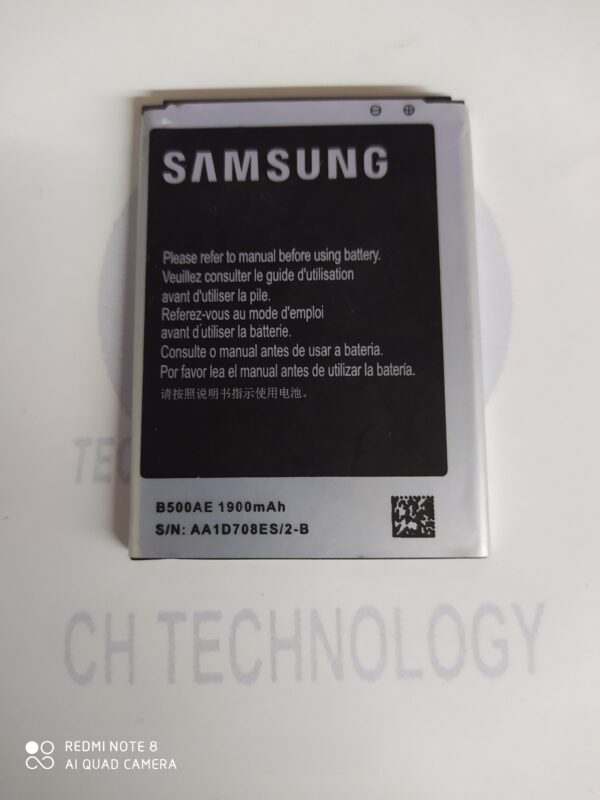 SAMSUNG
Please refer to manual before using battery.
Veuillez consulter le guide d'utilisation
avant d'utiliser la pile.
Referez-vous au mode d'emploi
avant d'utiliser la batterie.
Consulte o manual antes de usar a bateria.
Por favor lea el manual antes de utilizar la batería.
请按照说明书指示使用电池。
B500AE 1900mAh
S/N: AA1D708ES/2-B
CH TECHNOLOGY
REDMI NOTE 8
AI QUAD CAMERA